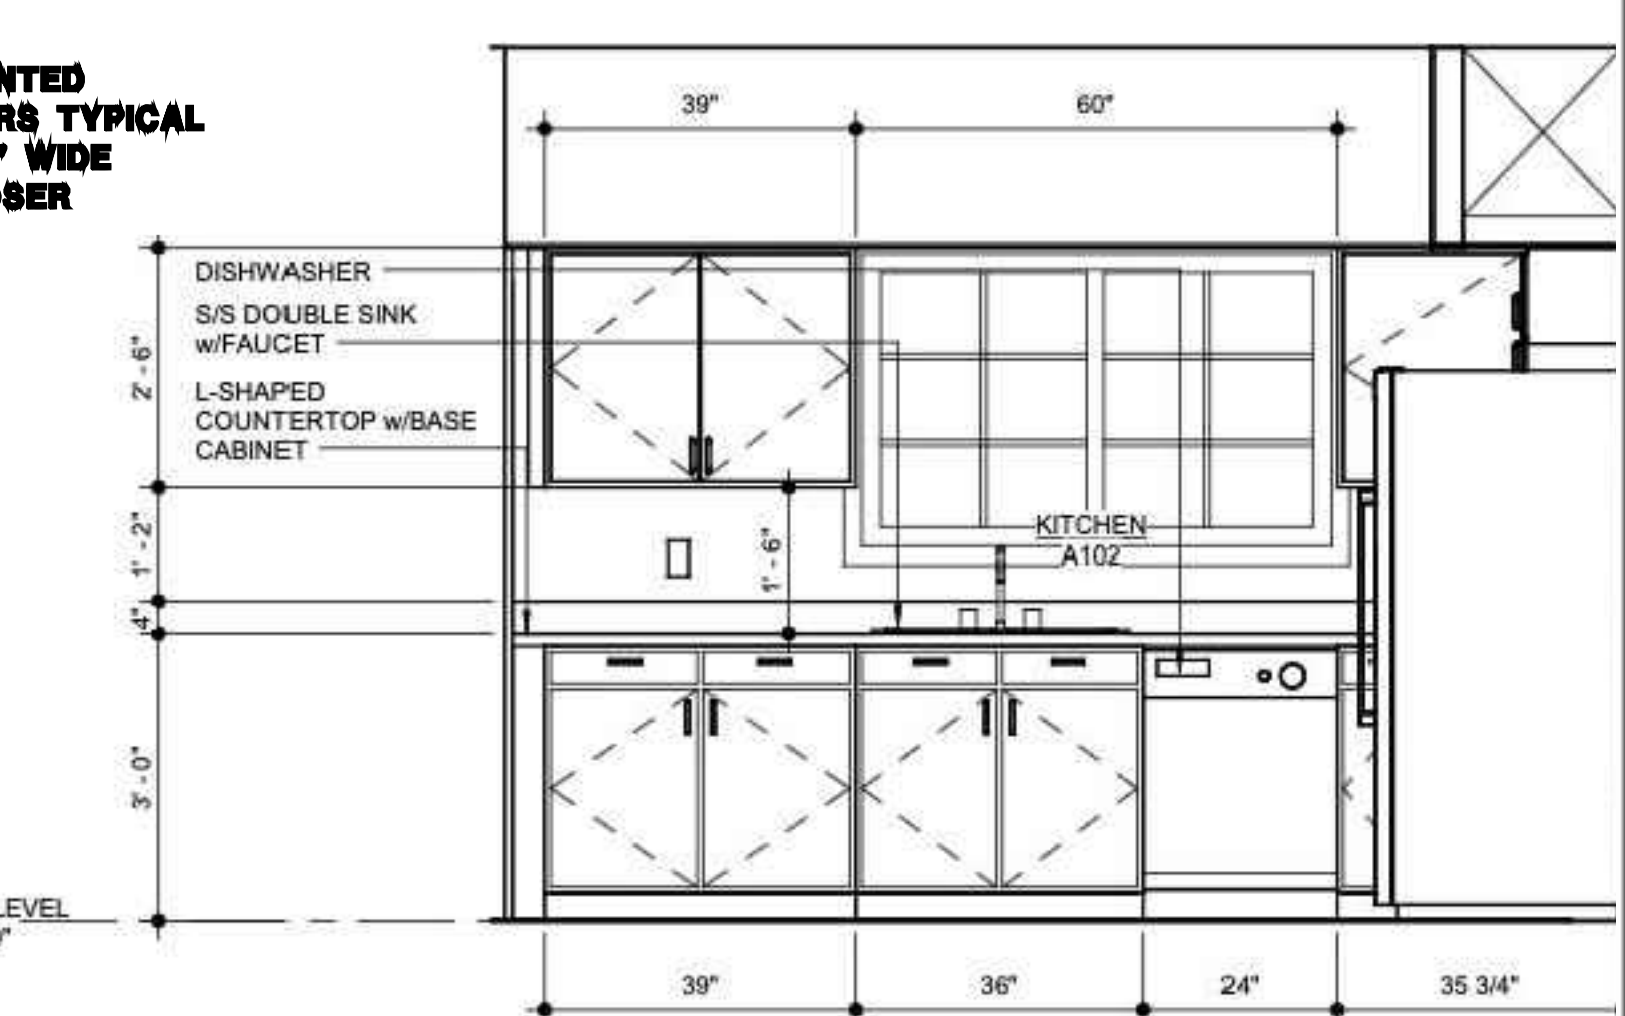 NTED
RS TYPICAL
" WIDE
OSER
39"
60"
DISHWASHER
S/S DOUBLE SINK
w/FAUCET
L-SHAPED
COUNTERTOP w/BASE
CABINET
2' - 6"
1' - 2"
4"
3' - 0"
1' - 6"
KITCHEN
A102
LEVEL
39"
36"
24"
35 3/4"